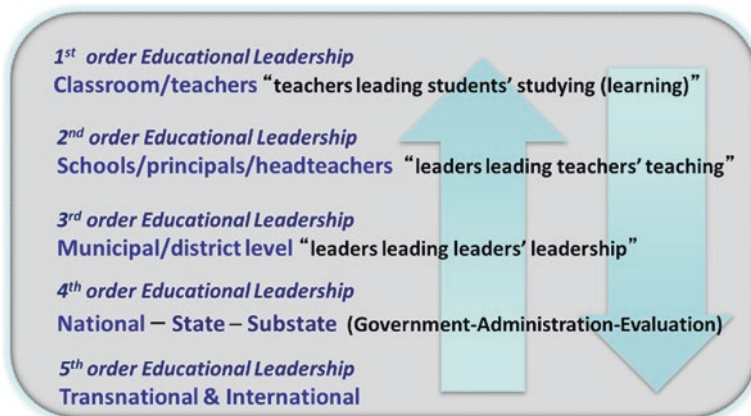 1st order Educational Leadership
Classroom/teachers “teachers leading students’ studying (learning)”
2nd order Educational Leadership
Schools/principals/headteachers “leaders leading teachers’ teaching”
3rd order Educational Leadership
Municipal/district level “leaders leading leaders’ leadership”
4th order Educational Leadership
National – State – Substate (Government-Administration-Evaluation)
5th order Educational Leadership
Transnational & International